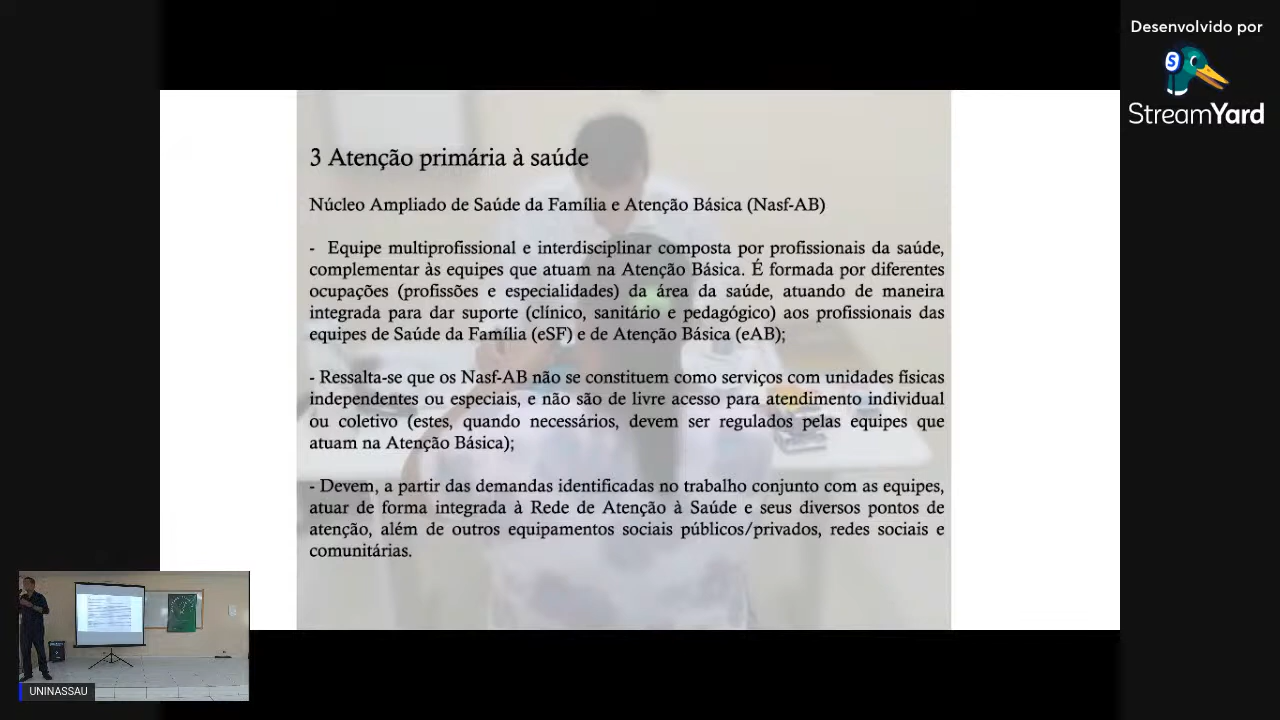 Desenvolvido por
StreamYard
3 Atenção primária à saúde
Núcleo Ampliado de Saúde da Família e Atenção Básica (Nasf-AB)
- Equipe multiprofissional e interdisciplinar composta por profissionais da saúde,
complementar às equipes que atuam na Atenção Básica. É formada por diferentes
ocupações (profissões e especialidades) da área da saúde, atuando de maneira
integrada para dar suporte (clínico, sanitário e pedagógico) aos profissionais das
equipes de Saúde da Família (eSF) e de Atenção Básica (eAB);
- Ressalta-se que os Nasf-AB não se constituem como serviços com unidades físicas
independentes ou especiais, e não são de livre acesso para atendimento individual
ou coletivo (estes, quando necessários, devem ser regulados pelas equipes que
atuam na Atenção Básica);
- Devem, a partir das demandas identificadas no trabalho conjunto com as equipes,
atuar de forma integrada à Rede de Atenção à Saúde e seus diversos pontos de
atenção, além de outros equipamentos sociais públicos/privados, redes sociais e
comunitárias.
UNINASSAU